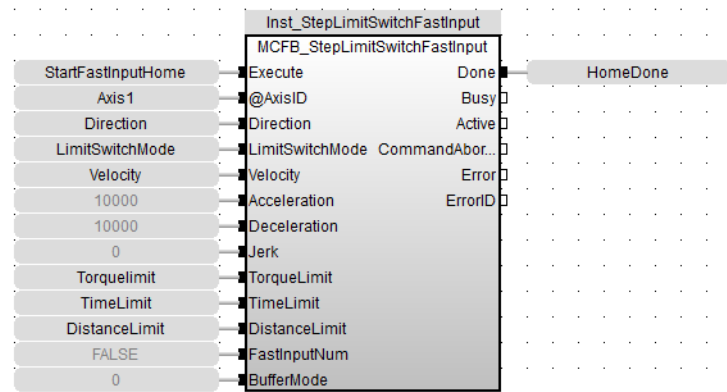 Inst_StepLimitSwitchFastInput
MCFB_StepLimitSwitchFastInput
StartFastInputHome Execute Done HomeDone
Axis1 @AxisID Busy
Direction Direction Active
LimitSwitchMode LimitSwitchMode CommandAbor...
Velocity Velocity Error
10000 Acceleration ErrorID
10000 Deceleration
0 Jerk
Torquelimit TorqueLimit
TimeLimit TimeLimit
DistanceLimit DistanceLimit
FALSE FastInputNum
0 BufferMode